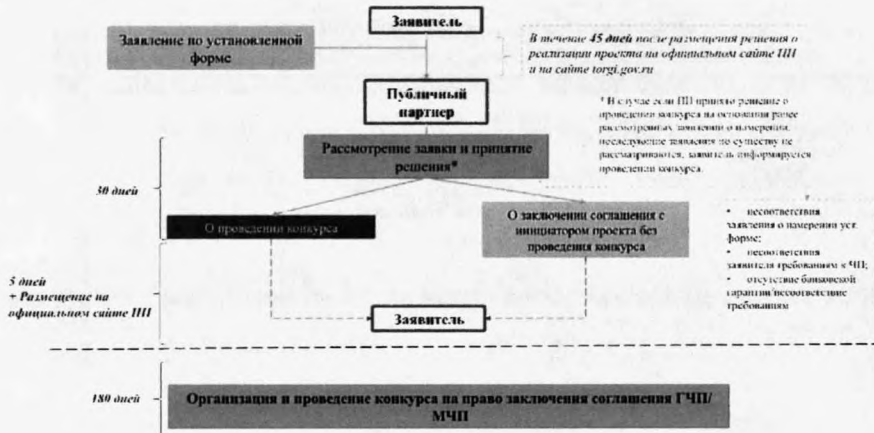 Заявитель
Заявление по установленной
форме
В течение 45 дней после размещения решения о
реализации проекта на официальном сайте ПП
и на сайте torgi.gov.ru
Публичный
партнер
* В случае если ПП принято решение о
проведении конкурса на основании ранее
рассмотренных заявлений о намерении,
последующие заявления по существу не
рассматриваются, заявитель информируется
проведении конкурса.
Рассмотрение заявки и принятие
решения*
30 дней
О проведении конкурса
О заключении соглашения с
инициатором проекта без
проведения конкурса
• несоответствия
заявления о намерении уст.
форме;
• несоответствия
заявителя требованиям к ЧП;
• отсутствие банковской
гарантии/несоответствие
требованиям
5 дней
+ Размещение на
официальном сайте ПП
Заявитель
180 дней
Организация и проведение конкурса на право заключения соглашения ГЧП/
МЧП